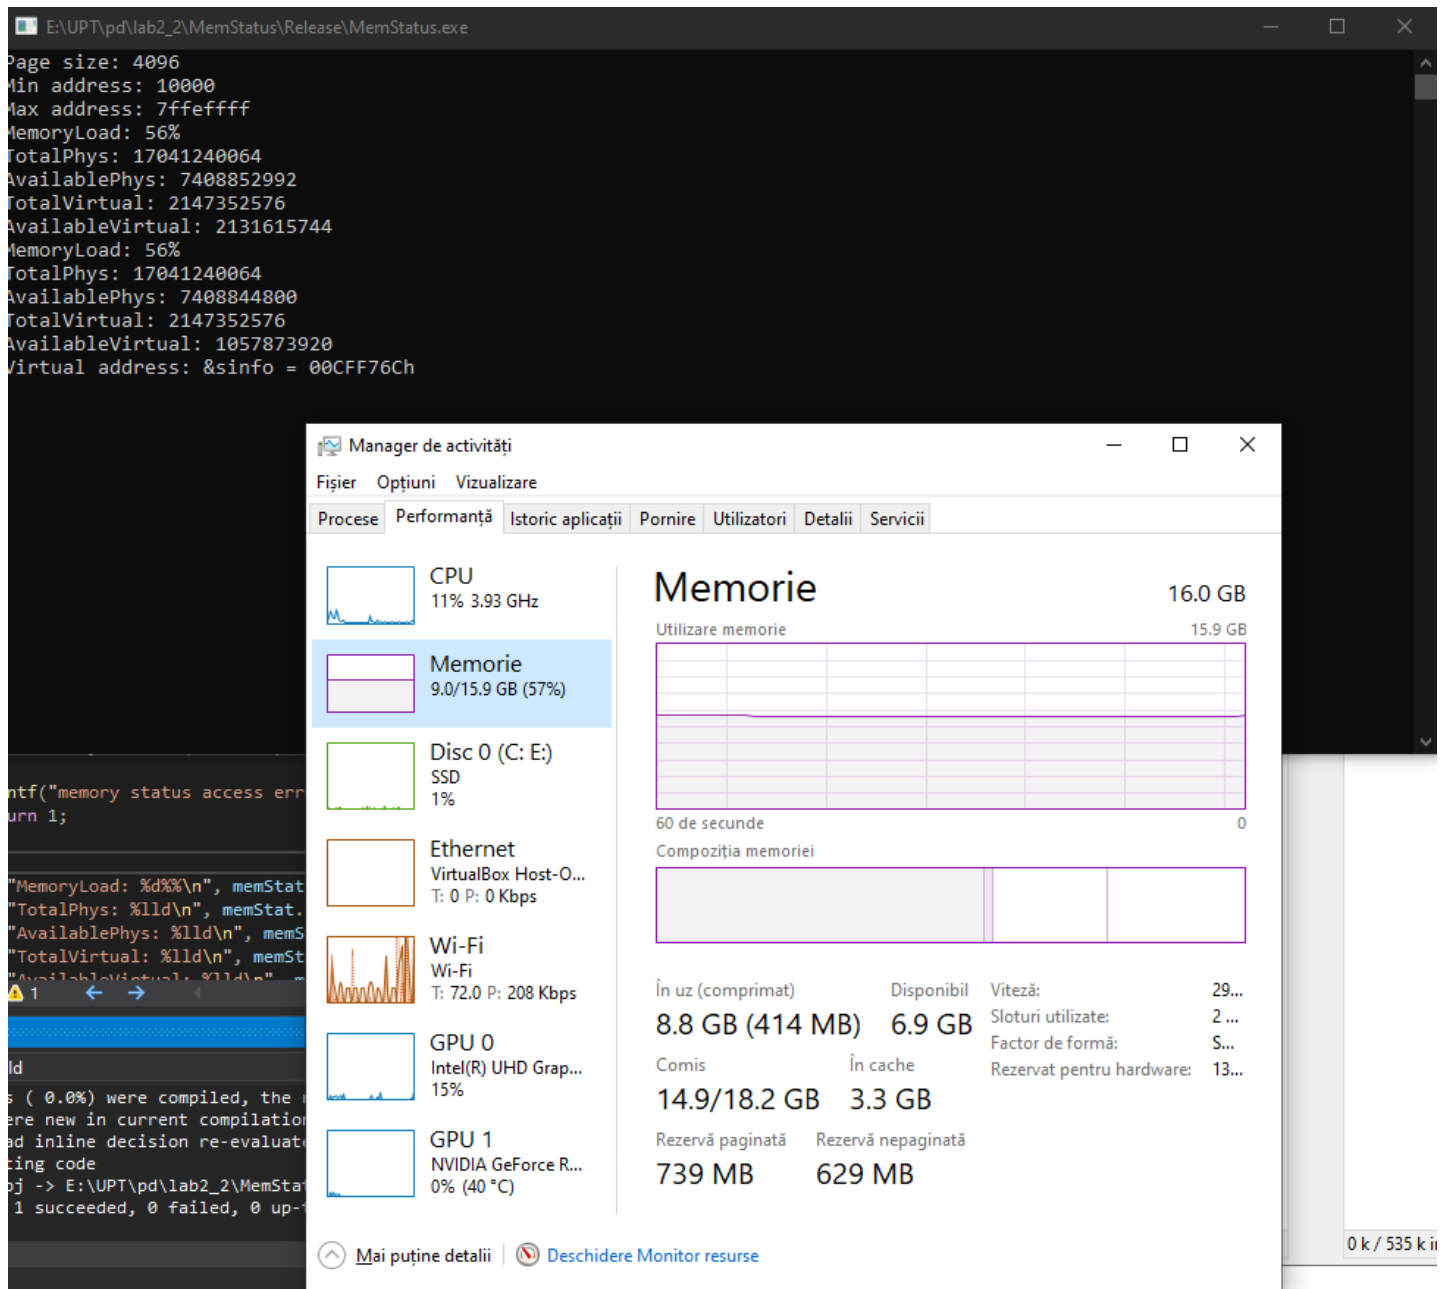 E:\UPT\pd\lab2_2\MemStatus\Release\MemStatus.exe
Page size: 4096
Min address: 10000
Max address: 7ffeffff
MemoryLoad: 56%
TotalPhys: 17041240064
AvailablePhys: 7408852992
TotalVirtual: 2147352576
AvailableVirtual: 2131615744
MemoryLoad: 56%
TotalPhys: 17041240064
AvailablePhys: 7408844800
TotalVirtual: 2147352576
AvailableVirtual: 1057873920
Virtual address: &sinfo = 00CFF76Ch
Manager de activități
Fișier Opțiuni Vizualizare
Procese Performanță Istoric aplicații Pornire Utilizatori Detalii Servicii
CPU
11% 3.93 GHz
Memorie
9.0/15.9 GB (57%)
Disc 0 (C: E:)
SSD
1%
Ethernet
VirtualBox Host-O...
T: 0 P: 0 Kbps
Wi-Fi
Wi-Fi
T: 72.0 P: 208 Kbps
GPU 0
Intel(R) UHD Grap...
15%
GPU 1
NVIDIA GeForce R...
0% (40 °C)
Memorie 16.0 GB
Utilizare memorie 15.9 GB
60 de secunde 0
Compoziția memoriei
În uz (comprimat) Disponibil
8.8 GB (414 MB) 6.9 GB
Comis În cache
14.9/18.2 GB 3.3 GB
Rezervă paginată Rezervă nepaginată
739 MB 629 MB
Viteză: 29...
Sloturi utilizate: 2 ...
Factor de formă: S...
Rezervat pentru hardware: 13...
Mai puține detalii Deschidere Monitor resurse
ntf("memory status access err
urn 1;
"MemoryLoad: %d%%\n", memStat
"TotalPhys: %lld\n", memStat.
"AvailablePhys: %lld\n", memS
"TotalVirtual: %lld\n", memSt
"AvailableVirtual: %lld\n"
1
ld
s ( 0.0%) were compiled, the
ere new in current compilation
ad inline decision re-evaluate
ting code
oj -> E:\UPT\pd\lab2_2\MemSta
1 succeeded, 0 failed, 0 up-
0 k / 535 k